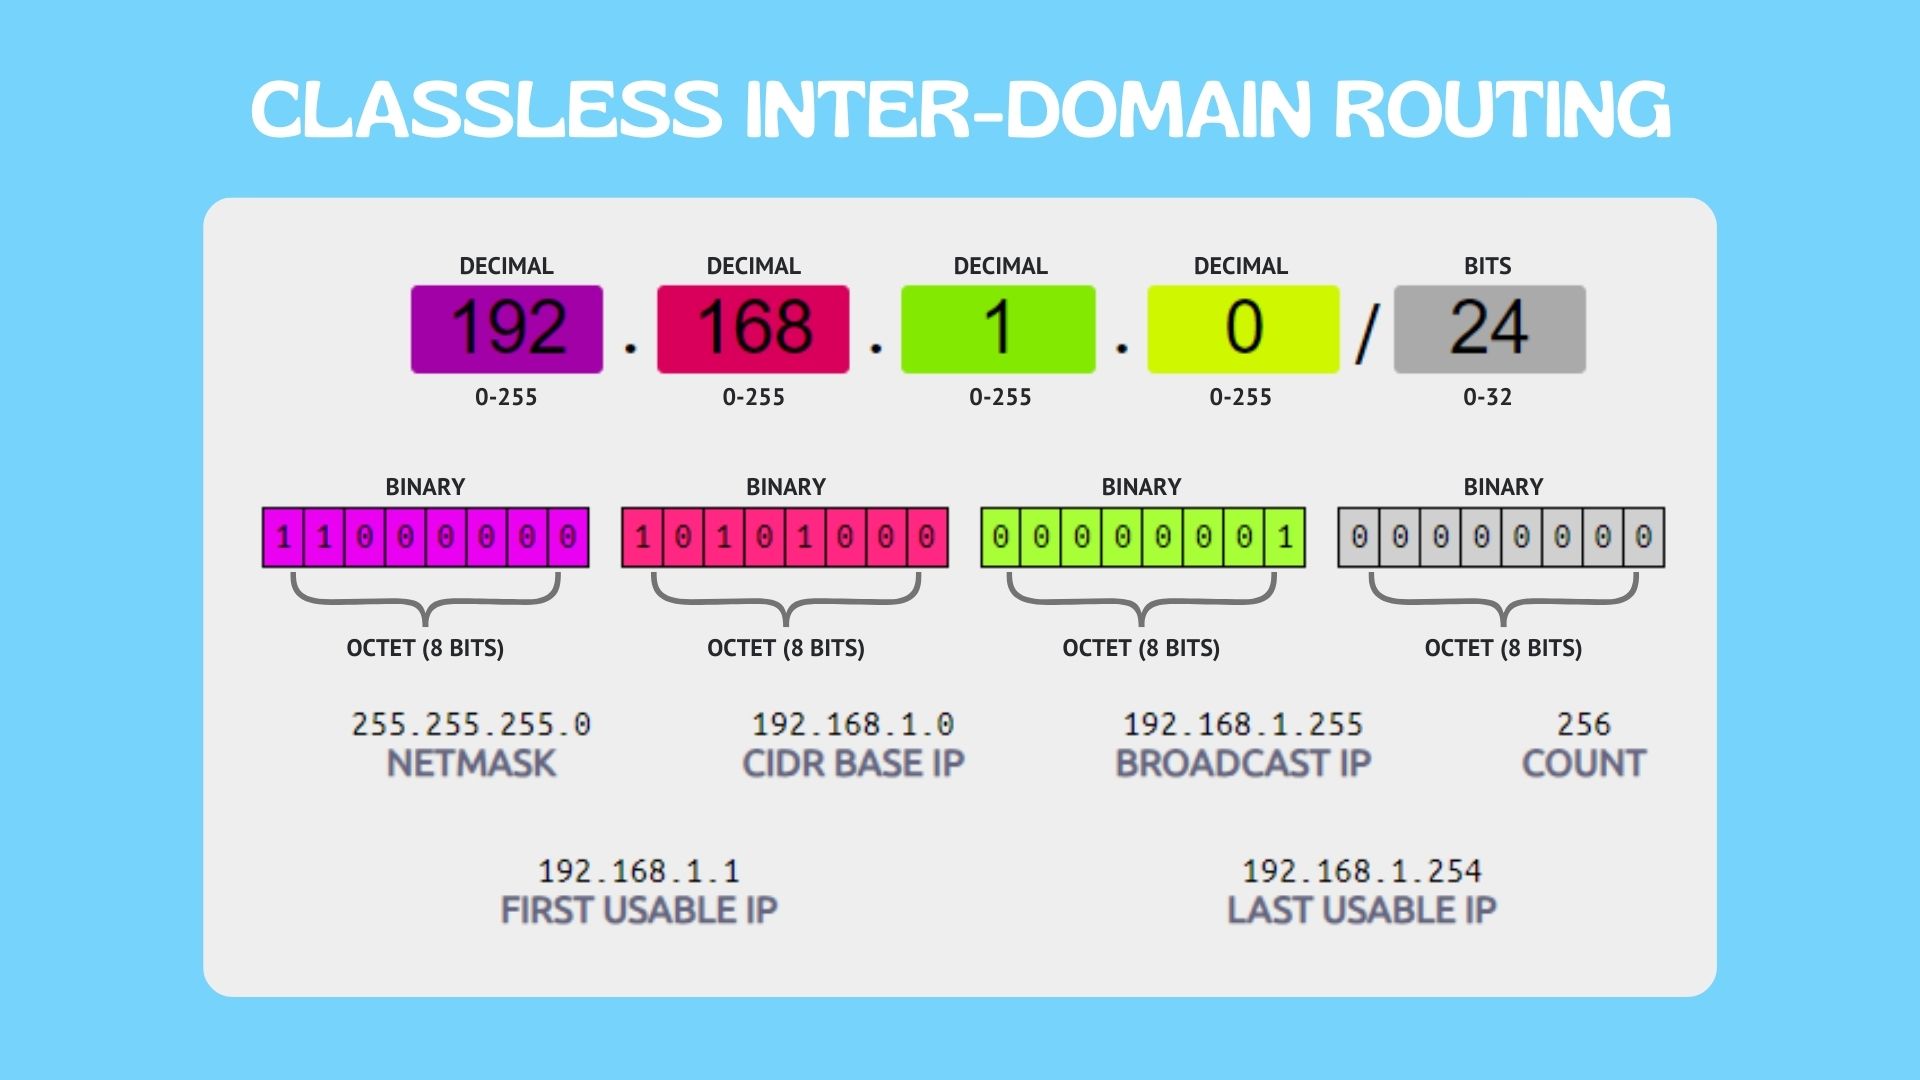 CLASSLESS INTER-DOMAIN ROUTING
DECIMAL DECIMAL DECIMAL DECIMAL BITS
192 . 168 . 1 . 0 / 24
0-255 0-255 0-255 0-255 0-32
BINARY BINARY BINARY BINARY
1 1 0 0 0 0 0 0 1 0 1 0 1 0 0 0 0 0 0 0 0 0 0 1 0 0 0 0 0 0 0 0
OCTET (8 BITS) OCTET (8 BITS) OCTET (8 BITS) OCTET (8 BITS)
255.255.255.0 192.168.1.0 192.168.1.255 256
NETMASK CIDR BASE IP BROADCAST IP COUNT
192.168.1.1 192.168.1.254
FIRST USABLE IP LAST USABLE IP